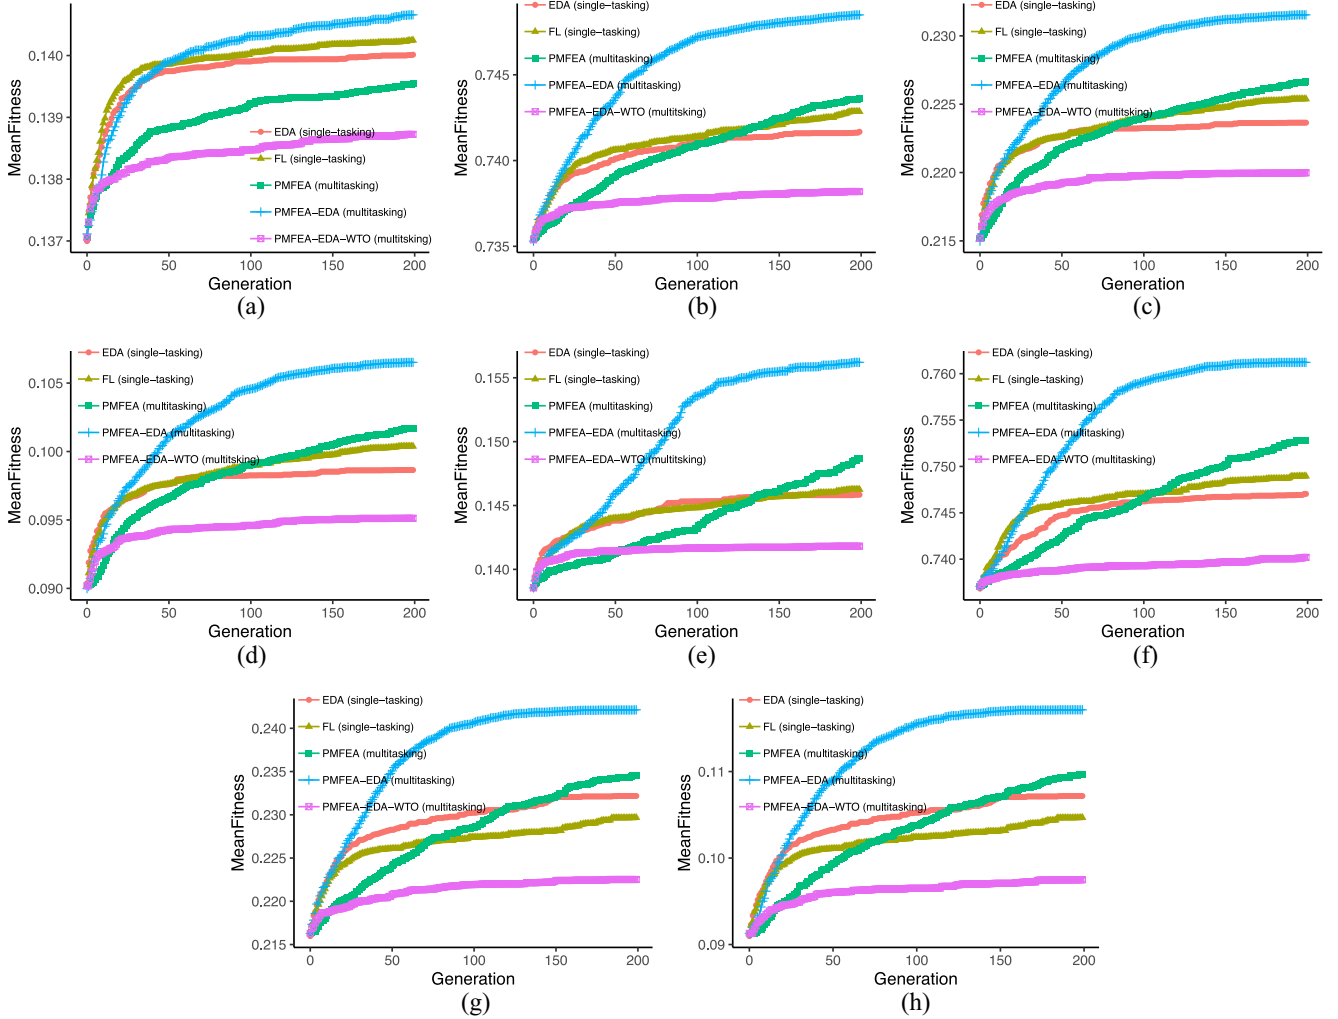 MeanFitness
0.140
0.139
0.138
0.137
EDA (single-tasking)
FL (single-tasking)
PMFEA (multitasking)
PMFEA-EDA (multitasking)
PMFEA-EDA-WTO (multitsking)
0 50 100 150 200
Generation
(a)
MeanFitness
0.745
0.740
0.735
EDA (single-tasking)
FL (single-tasking)
PMFEA (multitasking)
PMFEA-EDA (multitasking)
PMFEA-EDA-WTO (multitsking)
0 50 100 150 200
Generation
(b)
MeanFitness
0.230
0.225
0.220
0.215
EDA (single-tasking)
FL (single-tasking)
PMFEA (multitasking)
PMFEA-EDA (multitasking)
PMFEA-EDA-WTO (multitasking)
0 50 100 150 200
Generation
(c)
MeanFitness
0.105
0.100
0.095
0.090
EDA (single-tasking)
FL (single-tasking)
PMFEA (multitasking)
PMFEA-EDA (multitasking)
PMFEA-EDA-WTO (multitsking)
0 50 100 150 200
Generation
(d)
MeanFitness
0.155
0.150
0.145
0.140
EDA (single-tasking)
FL (single-tasking)
PMFEA (multitasking)
PMFEA-EDA (multitasking)
PMFEA-EDA-WTO (multitsking)
0 50 100 150 200
Generation
(e)
MeanFitness
0.760
0.755
0.750
0.745
0.740
EDA (single-tasking)
FL (single-tasking)
PMFEA (multitasking)
PMFEA-EDA (multitasking)
PMFEA-EDA-WTO (multitasking)
0 50 100 150 200
Generation
(f)
MeanFitness
0.240
0.235
0.230
0.225
0.220
0.215
EDA (single-tasking)
FL (single-tasking)
PMFEA (multitasking)
PMFEA-EDA (multitasking)
PMFEA-EDA-WTO (multitasking)
0 50 100 150 200
Generation
(g)
MeanFitness
0.11
0.10
0.09
EDA (single-tasking)
FL (single-tasking)
PMFEA (multitasking)
PMFEA-EDA (multitasking)
PMFEA-EDA-WTO (multitasking)
0 50 100 150 200
Generation
(h)